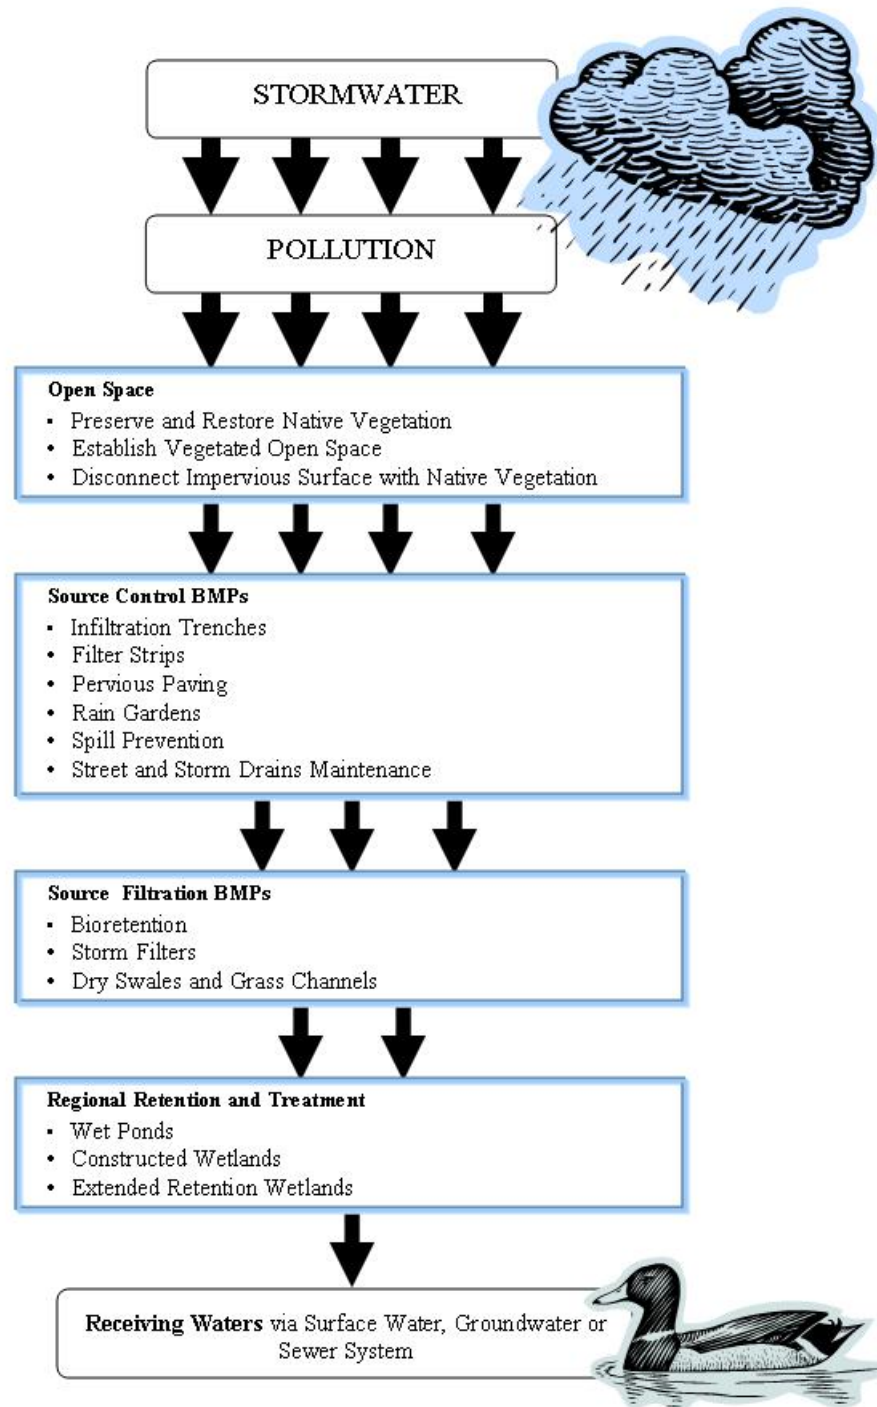 STORMWATER
POLLUTION
Open Space
• Preserve and Restore Native Vegetation
• Establish Vegetated Open Space
• Disconnect Impervious Surface with Native Vegetation
Source Control BMPs
• Infiltration Trenches
• Filter Strips
• Pervious Paving
• Rain Gardens
• Spill Prevention
• Street and Storm Drains Maintenance
Source Filtration BMPs
• Bioretention
• Storm Filters
• Dry Swales and Grass Channels
Regional Retention and Treatment
• Wet Ponds
• Constructed Wetlands
• Extended Retention Wetlands
Receiving Waters via Surface Water, Groundwater or
Sewer System